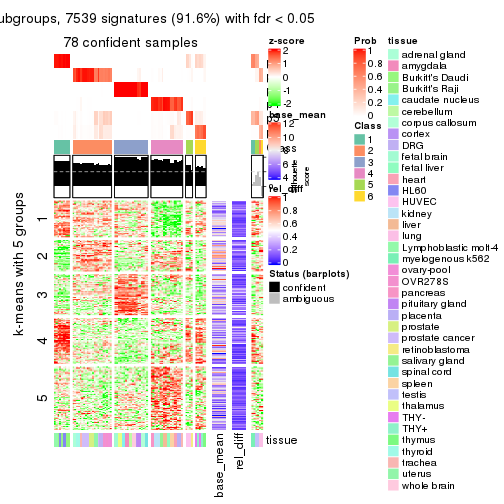 ubgroups, 7539 signatures (91.6%) with fdr < 0.05
78 confident samples
k-means with 5 groups
1
2
3
4
5
base_mean
rel_diff
tissue
z-score
2
1
0
-1
-2
base_mean
12
10
8
6
4
rel_diff
1
0.8
0.6
0.4
0.2
0
Status (barplots)
confident
ambiguous
silhouette
score
Prob
1
0.8
0.6
0.4
0.2
0
Class
1
2
3
4
5
6
tissue
adrenal gland
amygdala
Burkitt's Daudi
Burkitt's Raji
caudate nucleus
cerebellum
corpus callosum
cortex
DRG
fetal brain
fetal liver
heart
HL60
HUVEC
kidney
liver
lung
Lymphoblastic molt-4
myelogenous k562
ovary-pool
OVR278S
pancreas
pituitary gland
placenta
prostate
prostate cancer
retinoblastoma
salivary gland
spinal cord
spleen
testis
thalamus
THY-
THY+
thymus
thyroid
trachea
uterus
whole brain